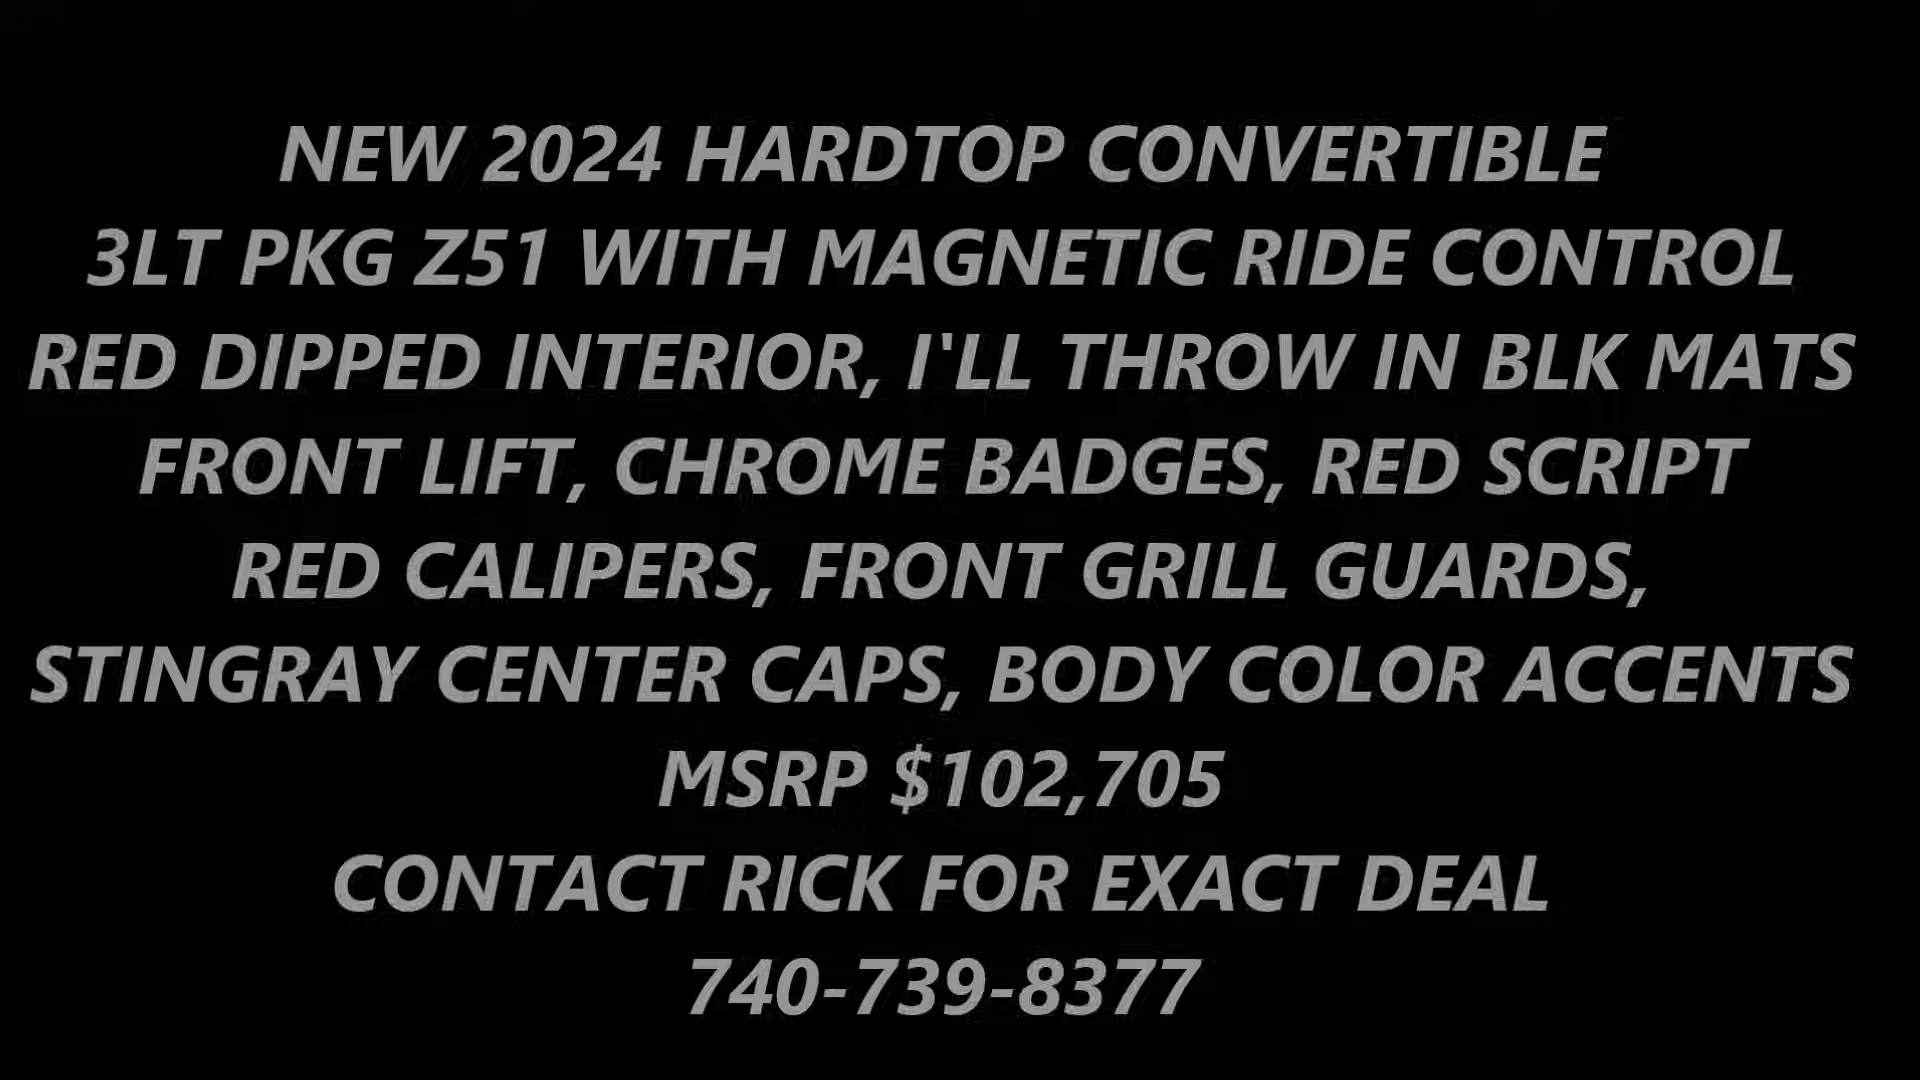 NEW 2024 HARDTOP CONVERTIBLE
3LT PKG Z51 WITH MAGNETIC RIDE CONTROL
RED DIPPED INTERIOR, I'LL THROW IN BLK MATS
FRONT LIFT, CHROME BADGES, RED SCRIPT
RED CALIPERS, FRONT GRILL GUARDS,
STINGRAY CENTER CAPS, BODY COLOR ACCENTS
MSRP $102,705
CONTACT RICK FOR EXACT DEAL
740-739-8377